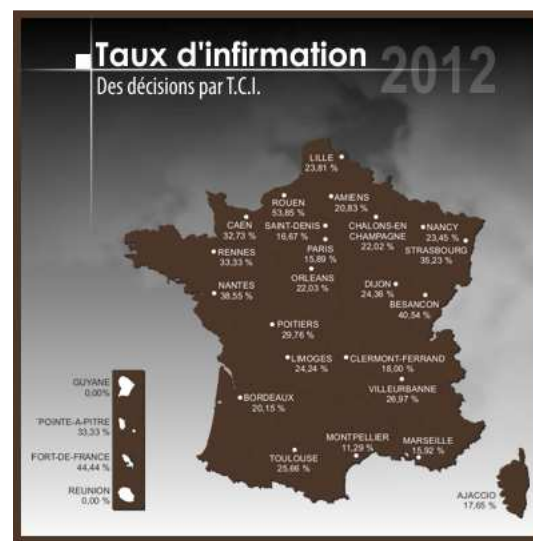 Taux d'infirmation
2012
Des décisions par T.C.I.
LILLE
23,81 %
ROUEN
53,85 %
AMIENS
20,83 %
CAEN
32,73 %
SAINT-DENIS
16,67 %
CHALONS-EN
CHAMPAGNE
22,02 %
NANCY
23,45 %
STRASBOURG
35,23 %
PARIS
15,89 %
RENNES
33,33 %
ORLEANS
22,03 %
NANTES
38,55 %
DIJON
24,36 %
BESANCON
40,54 %
POITIERS
29,76 %
LIMOGES
24,24 %
CLERMONT-FERRAND
18,00 %
VILLEURBANNE
26,97 %
GUYANE
0,00%
POINTE-A-PITRE
33,33 %
BORDEAUX
20,15 %
FORT-DE-FRANCE
44,44 %
TOULOUSE
25,66 %
MONTPELLIER
11,29 %
MARSEILLE
15,92 %
REUNION
0,00 %
AJACCIO
17,65 %